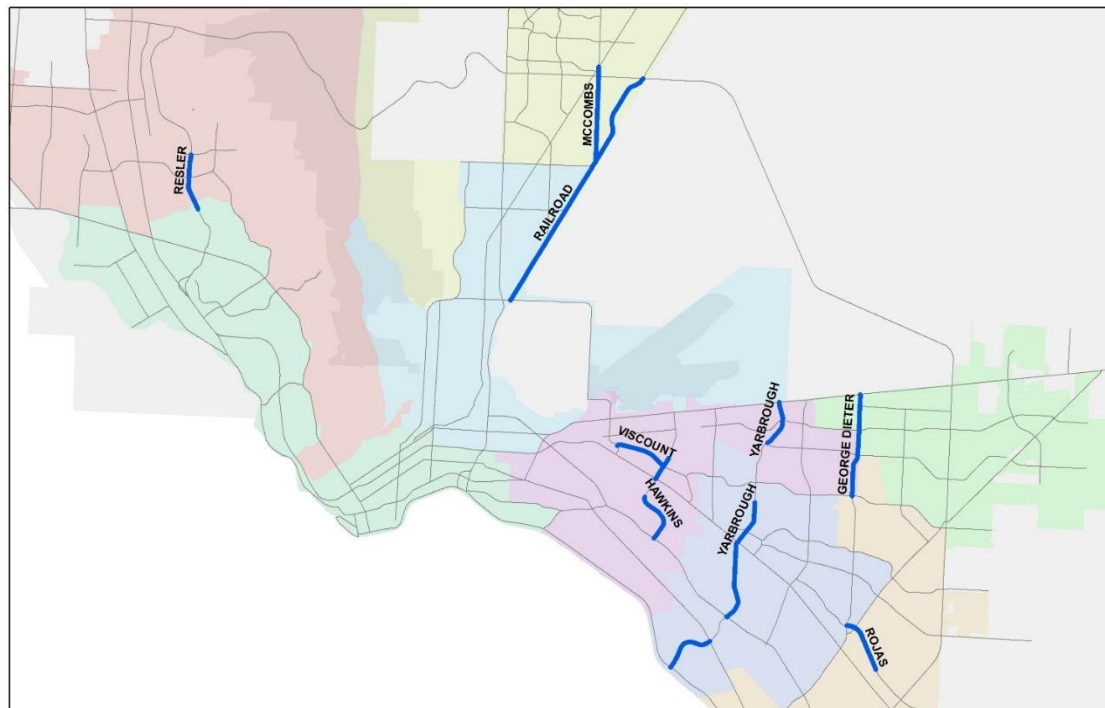 MCCOMBS
RESLER
RAILROAD
YARBROUGH
VISCOUNT
GEORGE DIETER
HAWKINS
YARBROUGH
ROJAS